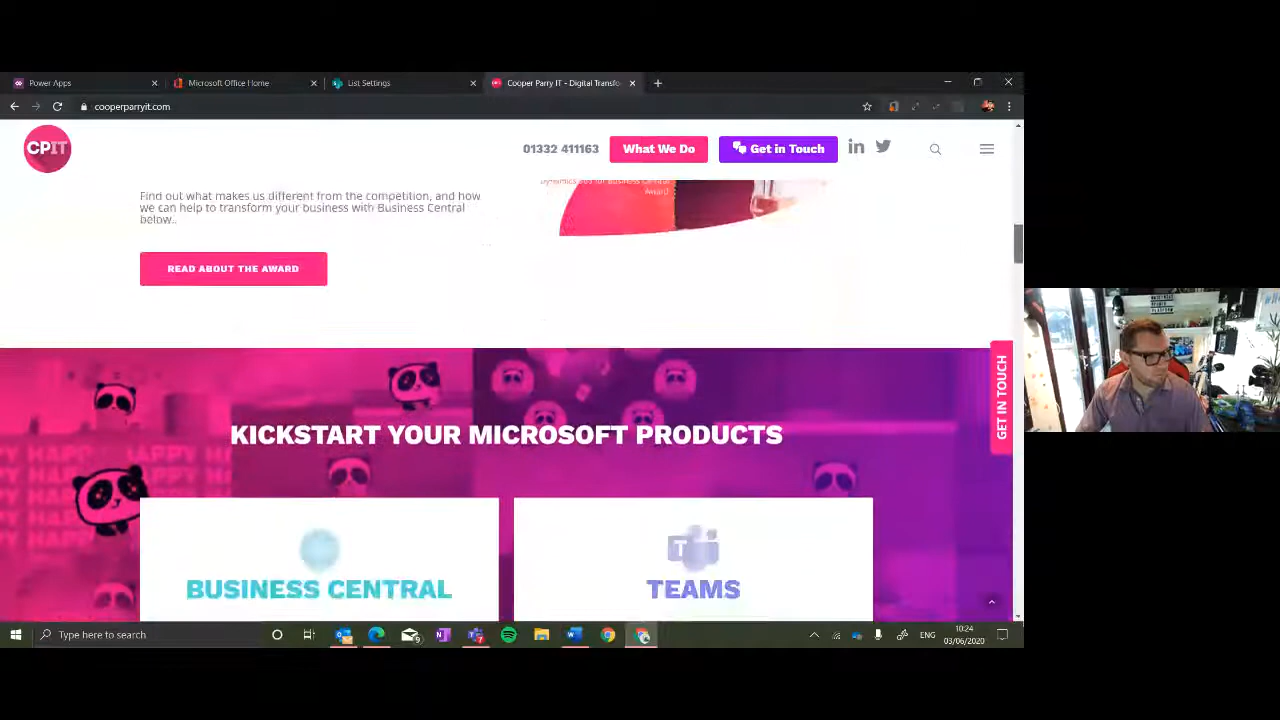 Power Apps
Microsoft Office Home
List Settings
Cooper Parry IT - Digital Transfo
cooperparryit.com
CPIT
01332 411163
What We Do
Get in Touch
Find out what makes us different from the competition, and how
we can help to transform your business with Business Central
below..
READ ABOUT THE AWARD
GET IN TOUCH
KICKSTART YOUR MICROSOFT PRODUCTS
BUSINESS CENTRAL
TEAMS
Type here to search
ENG
10:24
03/06/2020